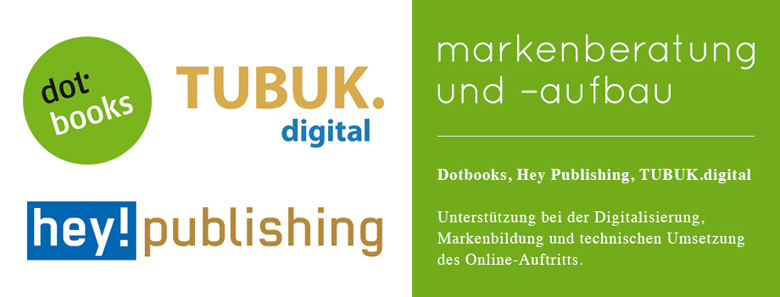 dot.
books
TUBUK.
digital
hey! publishing
markenberatung
und -aufbau
Dotbooks, Hey Publishing, TUBUK.digital
Unterstützung bei der Digitalisierung,
Markenbildung und technischen Umsetzung
des Online-Auftritts.